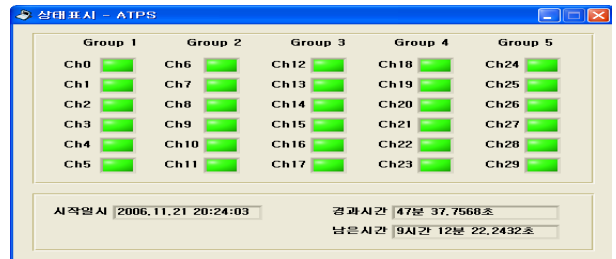 상태표시 - ATPS
Group 1 Group 2 Group 3 Group 4 Group 5
Ch0 Ch6 Ch12 Ch18 Ch24
Ch1 Ch7 Ch13 Ch19 Ch25
Ch2 Ch8 Ch14 Ch20 Ch26
Ch3 Ch9 Ch15 Ch21 Ch27
Ch4 Ch10 Ch16 Ch22 Ch28
Ch5 Ch11 Ch17 Ch23 Ch29
시작일시 2006.11.21 20:24:03 경과시간 47분 37.7568초
남은시간 9시간 12분 22.2432초